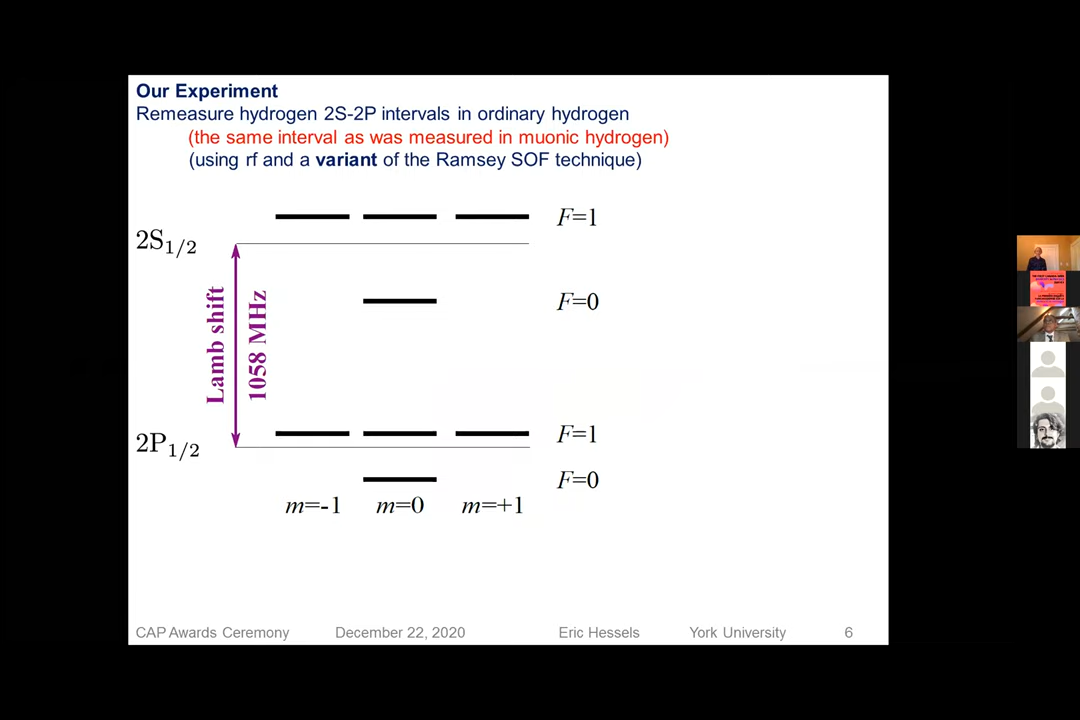 Our Experiment
Remeasure hydrogen 2S-2P intervals in ordinary hydrogen
(the same interval as was measured in muonic hydrogen)
(using rf and a variant of the Ramsey SOF technique)
F=1
2S1/2
F=0
Lamb shift
1058 MHz
F=1
2P1/2
F=0
m=-1 m=0 m=+1
CAP Awards Ceremony December 22, 2020 Eric Hessels York University 6